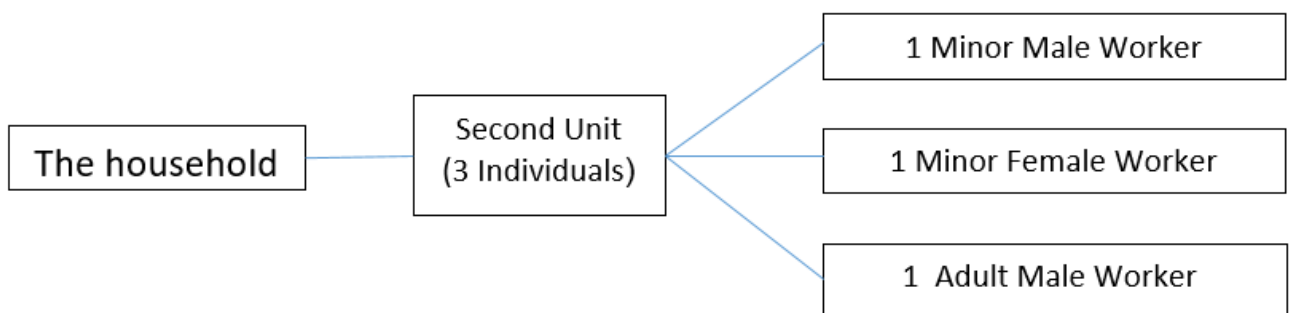 The household
Second Unit
(3 Individuals)
1 Minor Male Worker
1 Minor Female Worker
1  Adult Male Worker